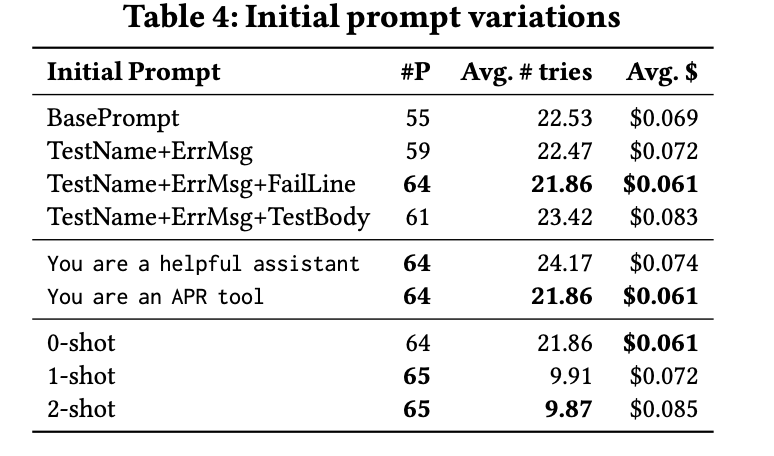 Table 4: Initial prompt variations
Initial Prompt #P Avg. # tries Avg. $
BasePrompt 55 22.53 $0.069
TestName+ErrMsg 59 22.47 $0.072
TestName+ErrMsg+FailLine 64 21.86 $0.061
TestName+ErrMsg+TestBody 61 23.42 $0.083
You are a helpful assistant 64 24.17 $0.074
You are an APR tool 64 21.86 $0.061
0-shot 64 21.86 $0.061
1-shot 65 9.91 $0.072
2-shot 65 9.87 $0.085